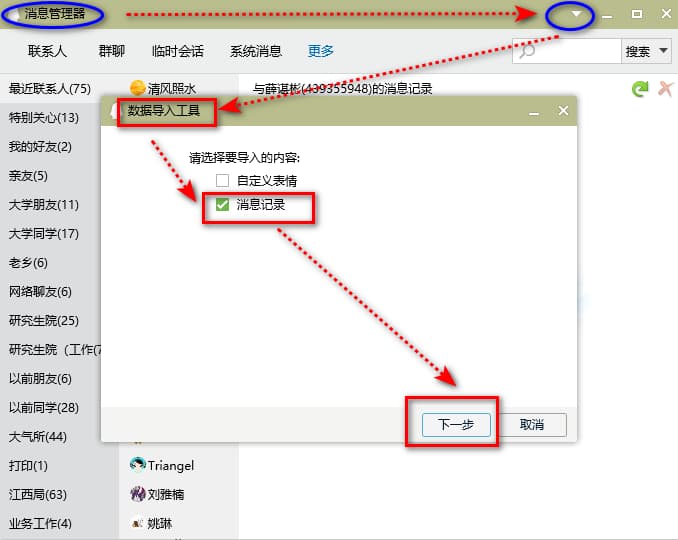 消息管理器
联系人 群聊 临时会话 系统消息 更多 搜索
最近联系人(75)
特别关心(13)
我的好友(2)
亲友(5)
大学朋友(11)
大学同学(17)
老乡(6)
网络聊友(6)
研究生院(25)
研究生院（工作(7
以前朋友(6)
以前同学(28)
大气所(44)
打印(1)
江西局(63)
业务工作(4)
清风照水
Triangel
刘雅楠
姚琳
与薛谌彬(439355948)的消息记录
数据导入工具
请选择要导入的内容:
自定义表情
消息记录
下一步 取消